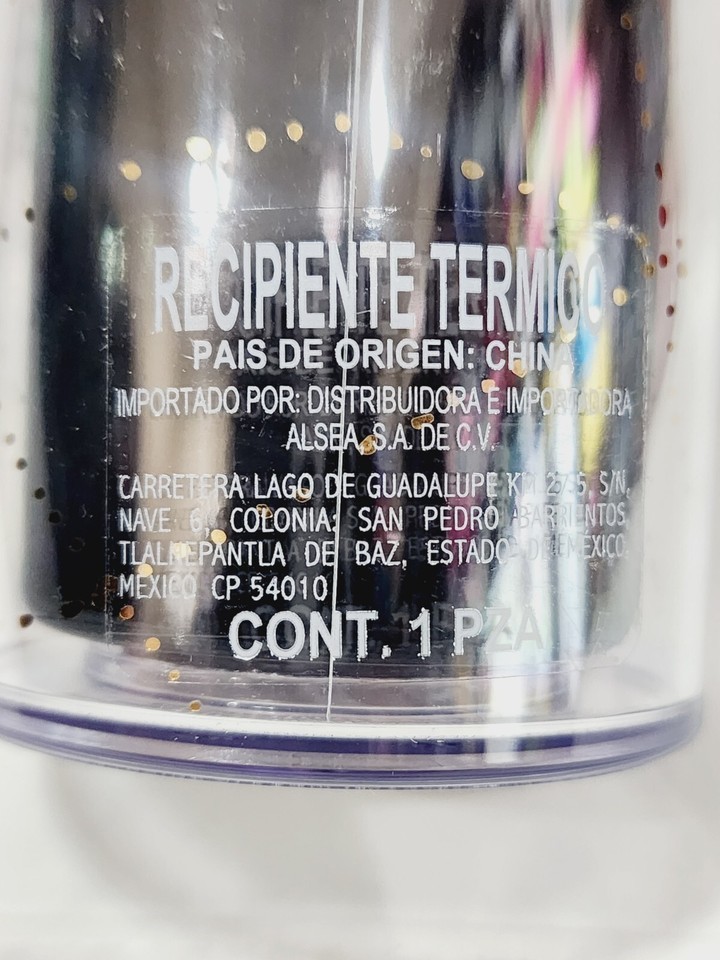 RECIPIENTE TERMICO
PAIS DE ORIGEN: CHINA
IMPORTADO POR: DISTRIBUIDORA E IMPORTADORA
ALSEA, S.A. DE C.V.
CARRETERA LAGO DE GUADALUPE KM 27.5 S/N,
NAVE 6, COLONIA: SAN PEDRO BARRIENTOS,
TLALNEPANTLA DE BAZ, ESTADO DE MEXICO,
MEXICO CP 54010
CONT. 1 PZA